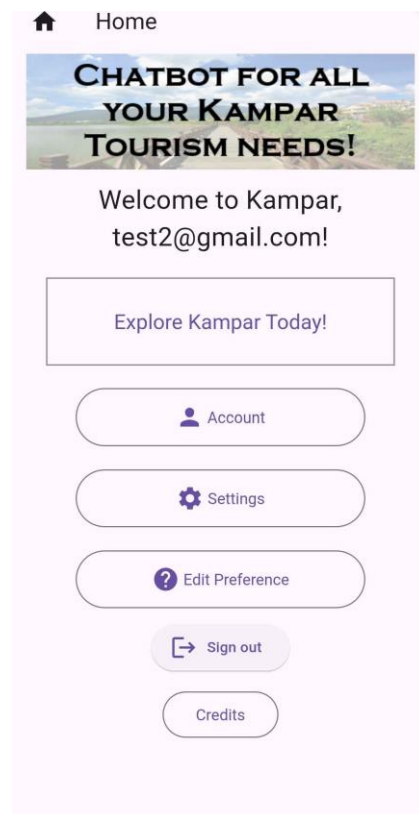 Home
CHATBOT FOR ALL
YOUR KAMPAR
TOURISM NEEDS!
Welcome to Kampar,
test2@gmail.com!
Explore Kampar Today!
Account
Settings
Edit Preference
Sign out
Credits